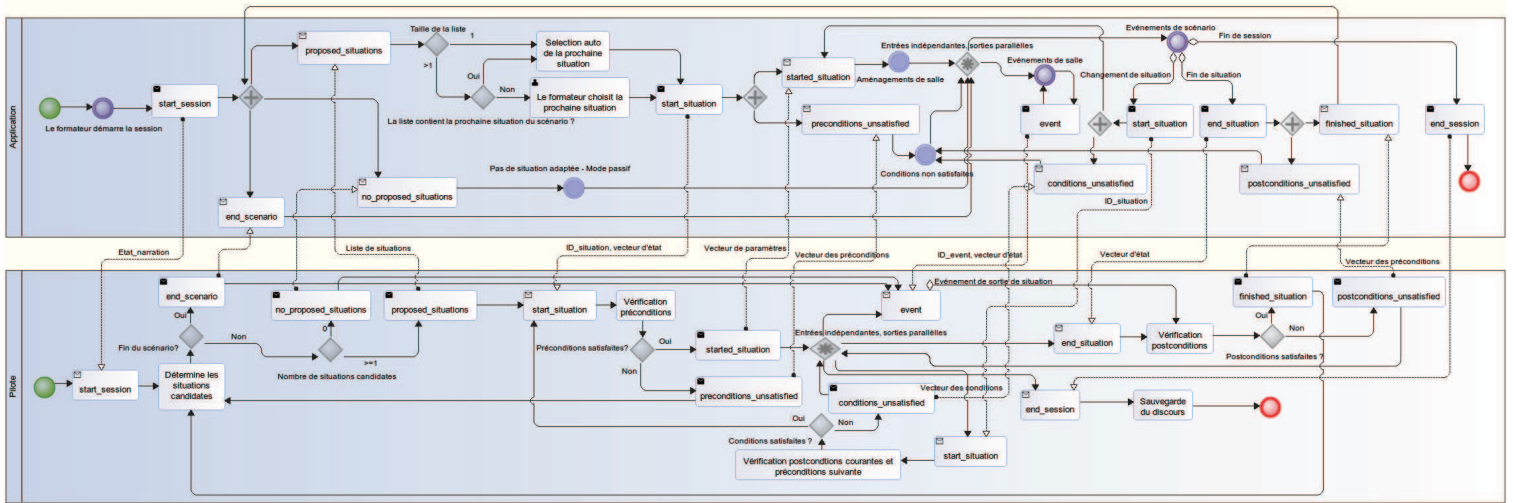 Application
Le formateur démarre la session
start_session
proposed_situations
Taille de la liste
1
>1
Oui
Non
Selection auto
de la prochaine
situation
Le formateur choisit la
prochaine situation
La liste contient la prochaine situation du scénario ?
start_situation
no_proposed_situations
end_scenario
Pas de situation adaptée - Mode passif
started_situation
Aménagements de salle
preconditions_unsatisfied
Conditions non satisfaites
Entrées indépendantes, sorties parallèles
Evénements de salle
event
Evénements de scénario
Fin de session
Changement de situation
Fin de situation
start_situation
end_situation
finished_situation
end_session
conditions_unsatisfied
postconditions_unsatisfied
ID_situation
Etat_narration
Liste de situations
ID_situation, vecteur d'état
Vecteur de paramètres
Vecteur des préconditions
ID_event, vecteur d'état
Vecteur d'état
Vecteur des préconditions
Pilote
end_scenario
Oui
Fin du scénario?
Non
start_session
Détermine les
situations
candidates
no_proposed_situations
0
>=1
Nombre de situations candidates
proposed_situations
start_situation
Vérification
préconditions
Préconditions satisfaites?
Oui
Non
started_situation
preconditions_unsatisfied
event
Evénement de sortie de situation
Entrées indépendantes, sorties parallèles
Vecteur des conditions
conditions_unsatisfied
Oui
Non
Conditions satisfaites ?
Vérification postcondtions courantes et
préconditions suivante
start_situation
end_situation
Vérification
postconditions
Oui
Non
Postconditions satisfaites ?
finished_situation
postconditions_unsatisfied
end_session
Sauvegarde
du discours